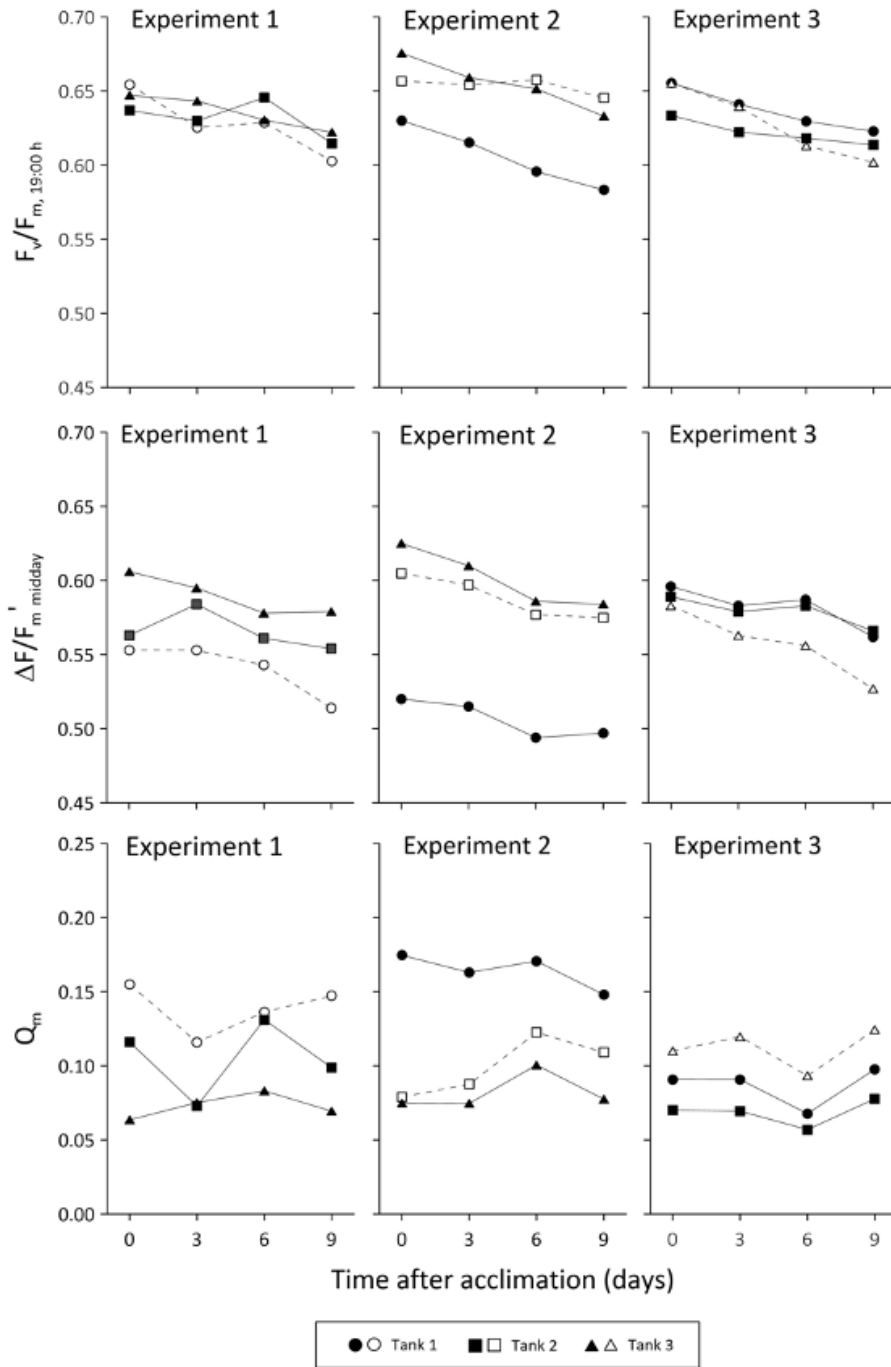 Experiment 1
Experiment 2
Experiment 3
Fv/Fm, 19:00 h
0.70
0.65
0.60
0.55
0.50
0.45
Experiment 1
Experiment 2
Experiment 3
ΔF/Fm' midday
0.70
0.65
0.60
0.55
0.50
0.45
Experiment 1
Experiment 2
Experiment 3
Qm
0.25
0.20
0.15
0.10
0.05
0.00
0 3 6 9 0 3 6 9 0 3 6 9
Time after acclimation (days)
Tank 1 Tank 2 Tank 3